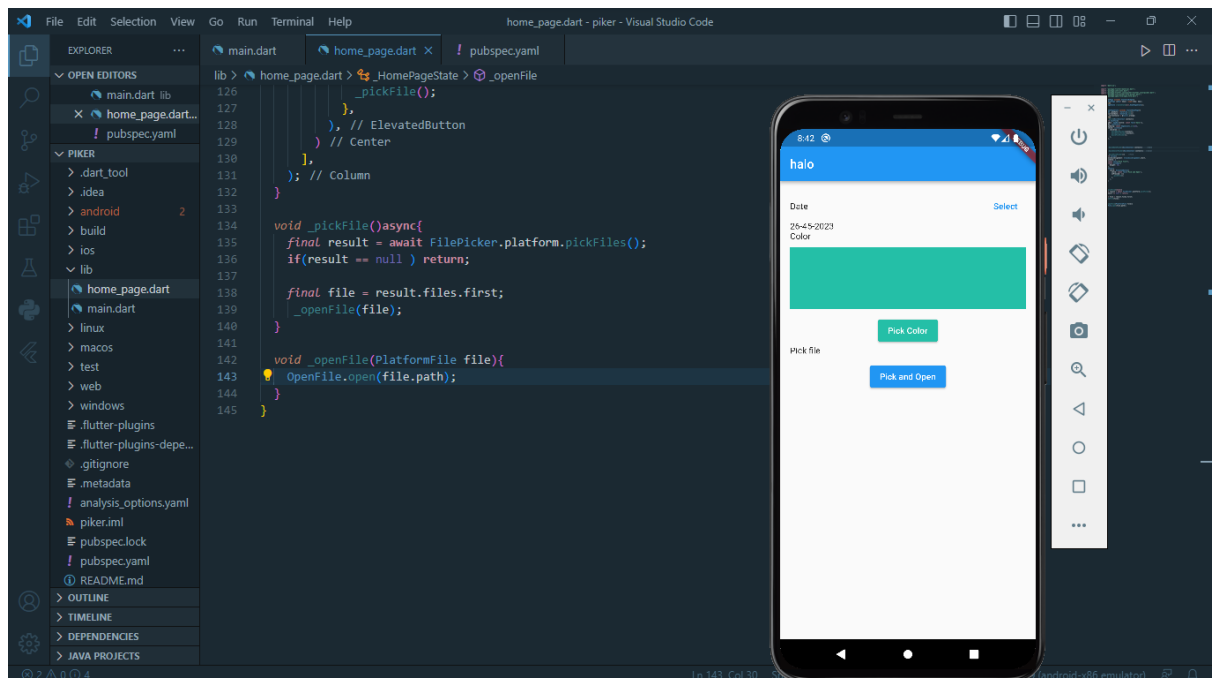 File Edit Selection View Go Run Terminal Help home_page.dart - piker - Visual Studio Code
EXPLORER
OPEN EDITORS
main.dart lib
home_page.dart...
! pubspec.yaml
PIKER
.dart_tool
.idea
android 2
build
ios
lib
home_page.dart
main.dart
linux
macos
test
web
windows
.flutter-plugins
.flutter-plugins-depe...
.gitignore
.metadata
! analysis_options.yaml
piker.iml
pubspec.lock
! pubspec.yaml
README.md
OUTLINE
TIMELINE
DEPENDENCIES
JAVA PROJECTS
main.dart home_page.dart ! pubspec.yaml
lib > home_page.dart > _HomePageState > _openFile
126 _pickFile();
127 },
128 ), // ElevatedButton
129 ) // Center
130 ],
131 ); // Column
132 }
133
134 void _pickFile()async{
135 final result = await FilePicker.platform.pickFiles();
136 if(result == null ) return;
137
138 final file = result.files.first;
139 _openFile(file);
140 }
141
142 void _openFile(PlatformFile file){
143 OpenFile.open(file.path);
144 }
145 }
8:42
halo
Date Select
26-45-2023
Color
Pick Color
Pick file
Pick and Open
2 0 4 Ln 143, Col 30 (android-x86 emulator)